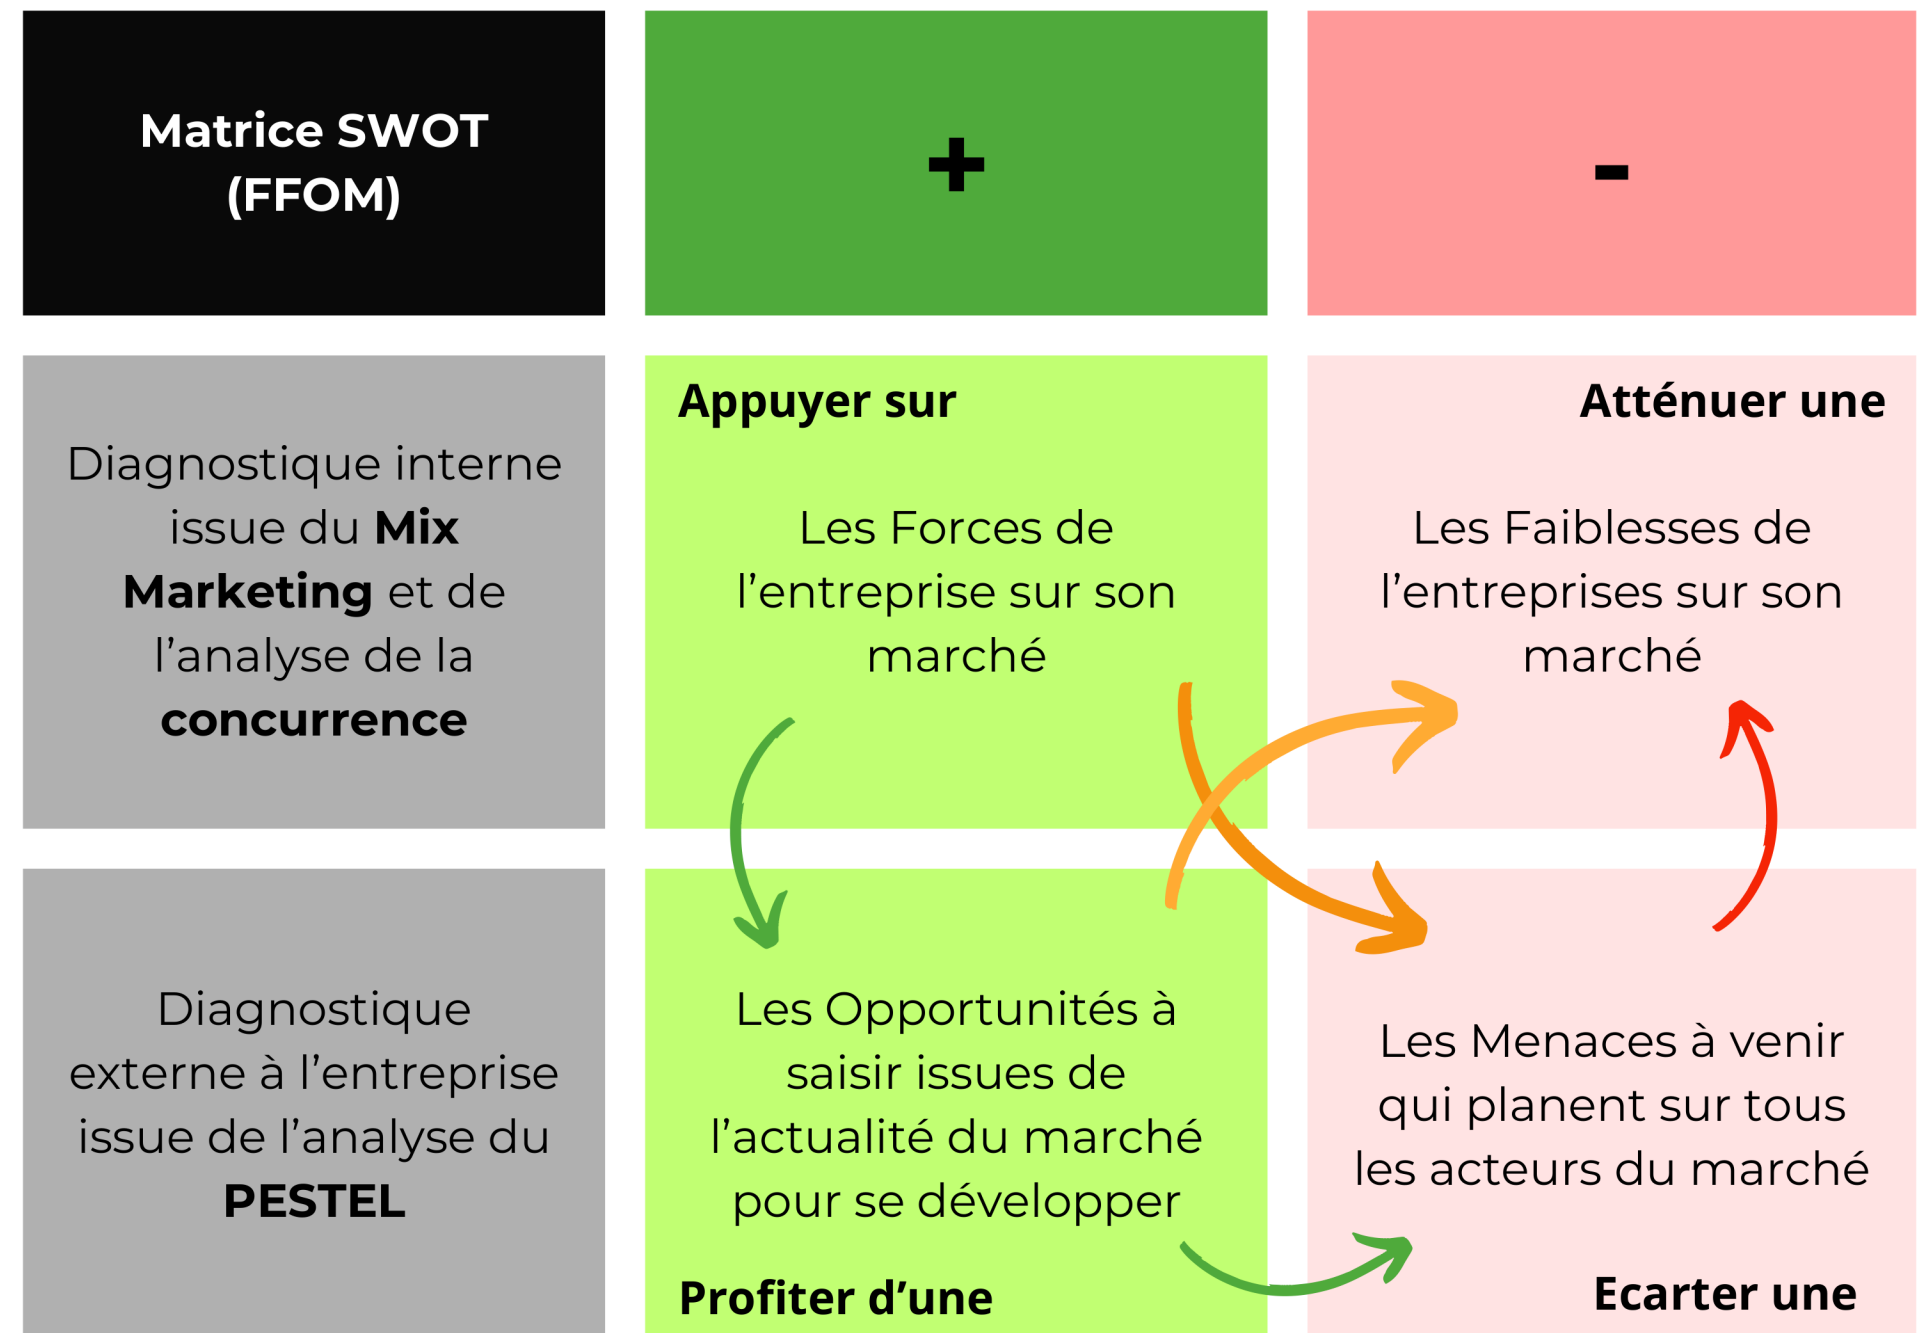 Matrice SWOT
(FFOM)
+
-
Diagnostique interne
issue du Mix
Marketing et de
l’analyse de la
concurrence
Appuyer sur
Les Forces de
l’entreprise sur son
marché
Atténuer une
Les Faiblesses de
l’entreprises sur son
marché
Diagnostique
externe à l’entreprise
issue de l’analyse du
PESTEL
Les Opportunités à
saisir issues de
l’actualité du marché
pour se développer
Profiter d’une
Les Menaces à venir
qui planent sur tous
les acteurs du marché
Ecarter une